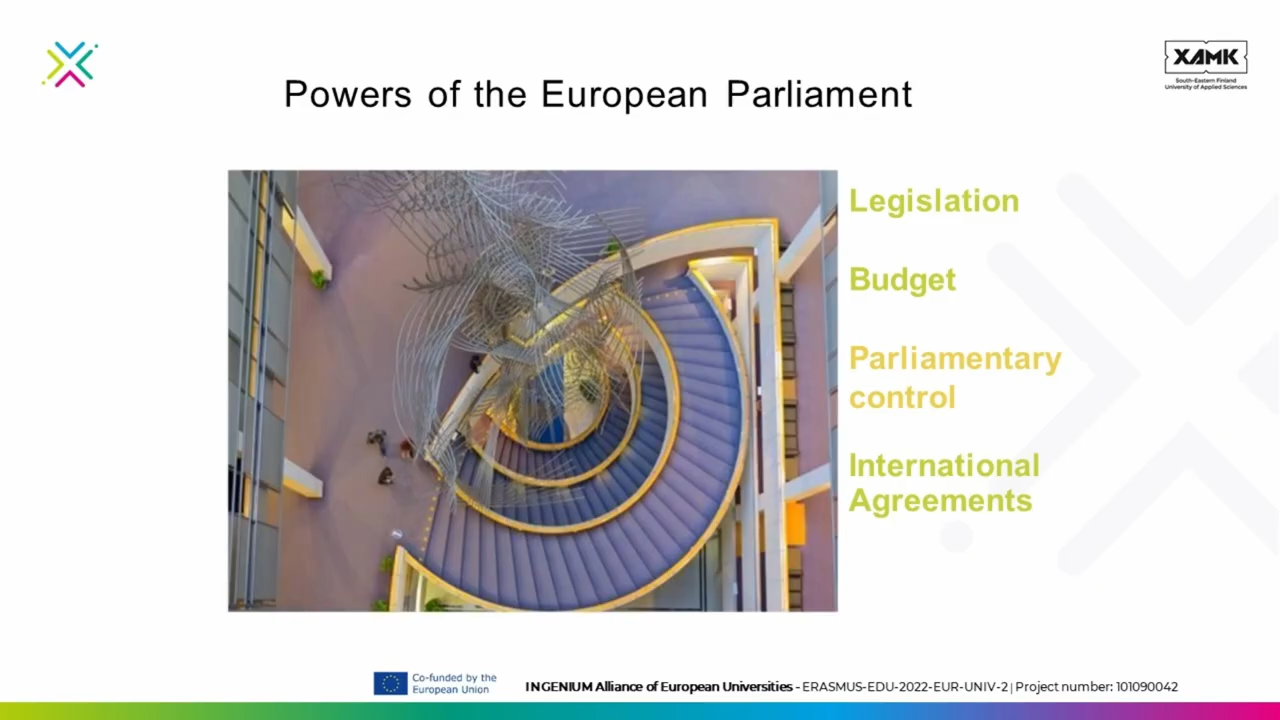 XAMK
South-Eastern Finland
University of Applied Sciences
Powers of the European Parliament
Legislation
Budget
Parliamentary
control
International
Agreements
Co-funded by the
European Union
INGENIUM Alliance of European Universities - ERASMUS-EDU-2022-EUR-UNIV-2 | Project number: 101090042